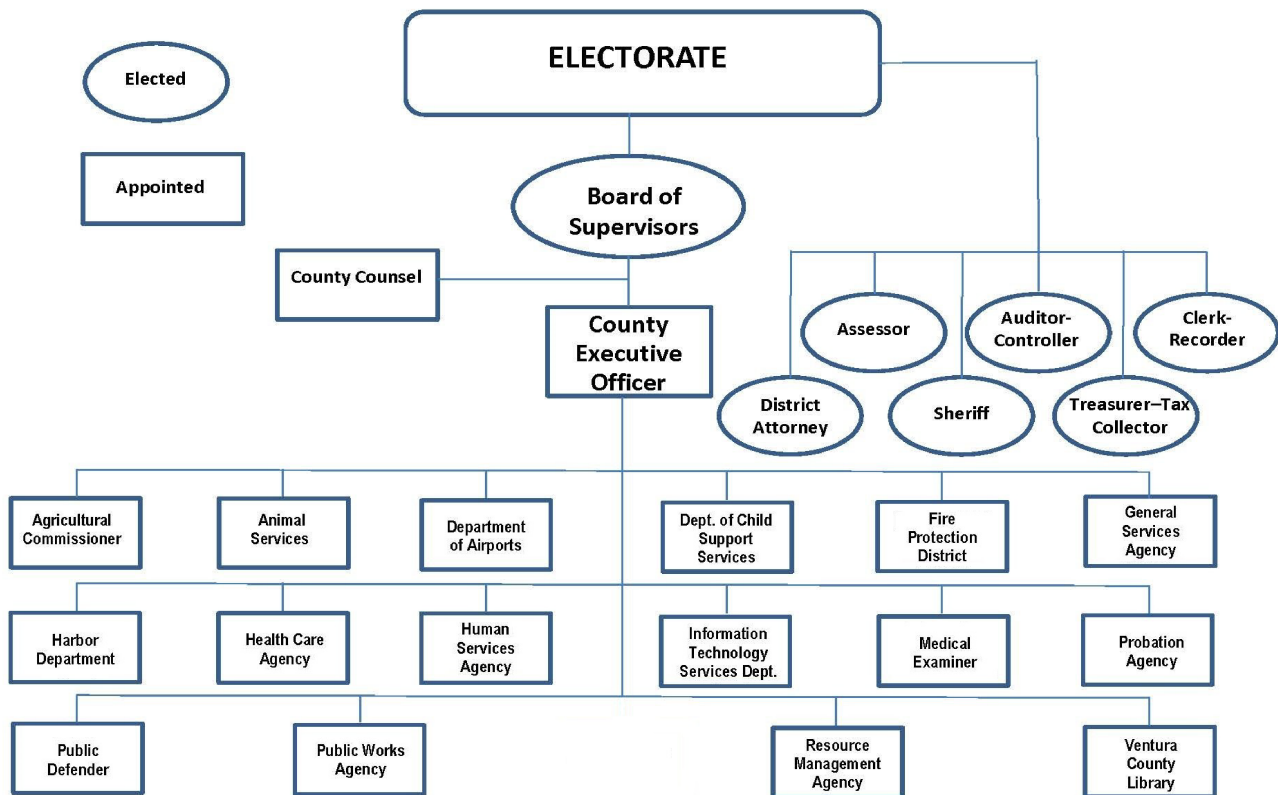 ELECTORATE
Elected
Appointed
Board of
Supervisors
County Counsel
County
Executive
Officer
Assessor
Auditor-
Controller
Clerk-
Recorder
District
Attorney
Sheriff
Treasurer–Tax
Collector
Agricultural
Commissioner
Animal
Services
Department
of Airports
Dept. of Child
Support
Services
Fire
Protection
District
General
Services
Agency
Harbor
Department
Health Care
Agency
Human
Services
Agency
Information
Technology
Services Dept.
Medical
Examiner
Probation
Agency
Public
Defender
Public Works
Agency
Resource
Management
Agency
Ventura
County
Library